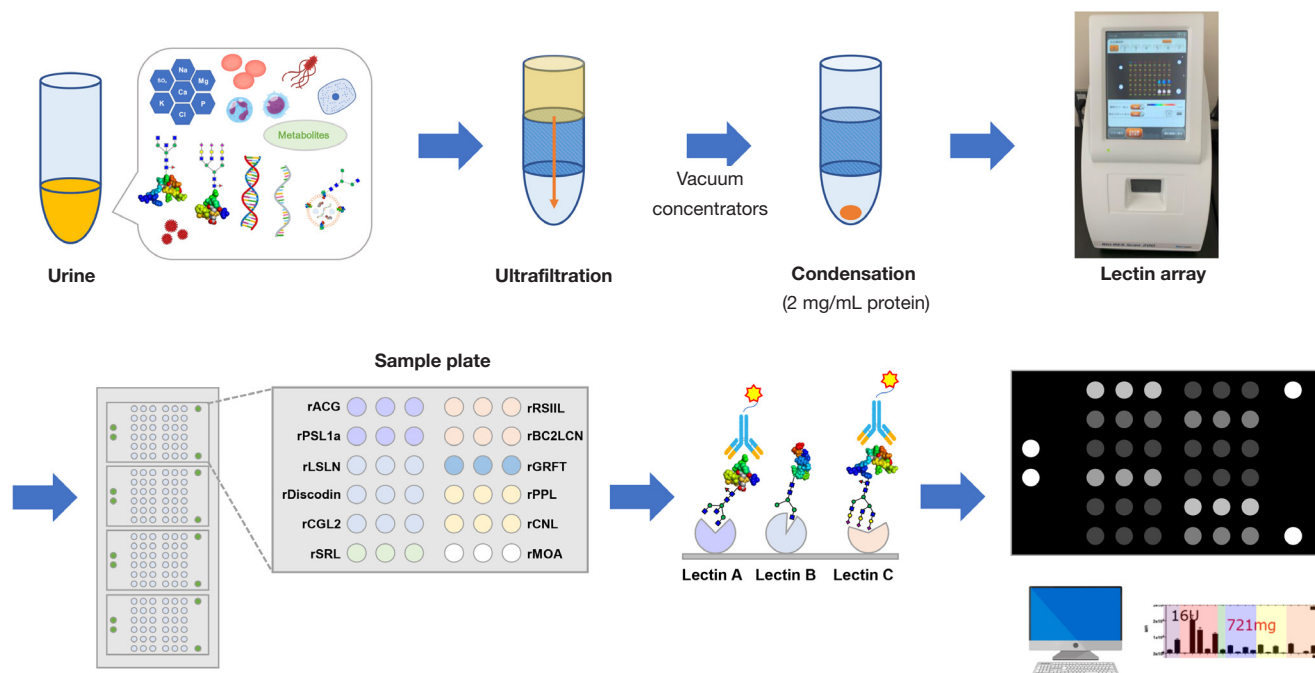 Na
SO₄
Mg
Ca
K
P
Cl
Metabolites
Urine
Ultrafiltration
Vacuum
concentrators
Condensation
(2 mg/mL protein)
Lectin array
Sample plate
rACG
rRSIIL
rPSL1a
rBC2LCN
rLSLN
rGRFT
rDiscodin
rPPL
rCGL2
rCNL
rSRL
rMOA
Lectin A
Lectin B
Lectin C
16U
721mg